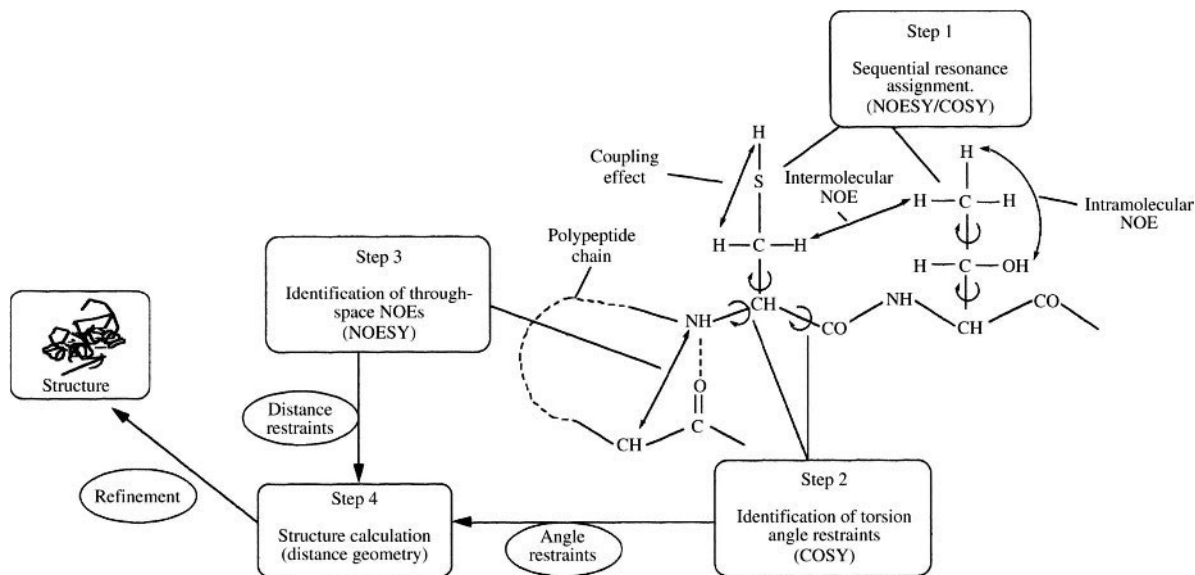 Step 1
Sequential resonance
assignment.
(NOESY/COSY)
H
Coupling
effect
S
Intermolecular
NOE
H
H C H
Intramolecular
NOE
H C H
Polypeptide
chain
H C OH
Step 3
Identification of through-
space NOEs
(NOESY)
NH
CH
CO
NH
CH
CO
O
C
CH
Structure
Distance
restraints
Refinement
Step 4
Structure calculation
(distance geometry)
Angle
restraints
Step 2
Identification of torsion
angle restraints
(COSY)